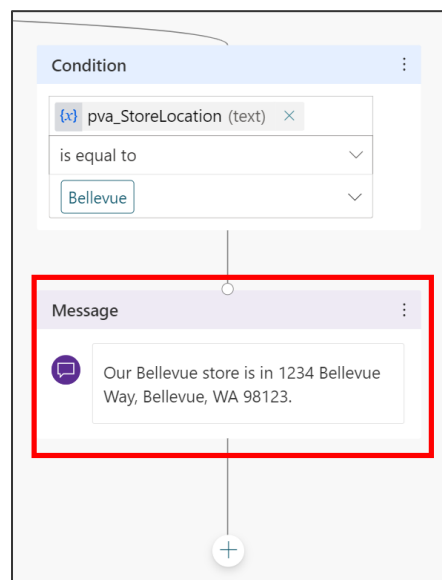 Condition
{x} pva_StoreLocation (text) ×
is equal to
Bellevue
Message
Our Bellevue store is in 1234 Bellevue
Way, Bellevue, WA 98123.